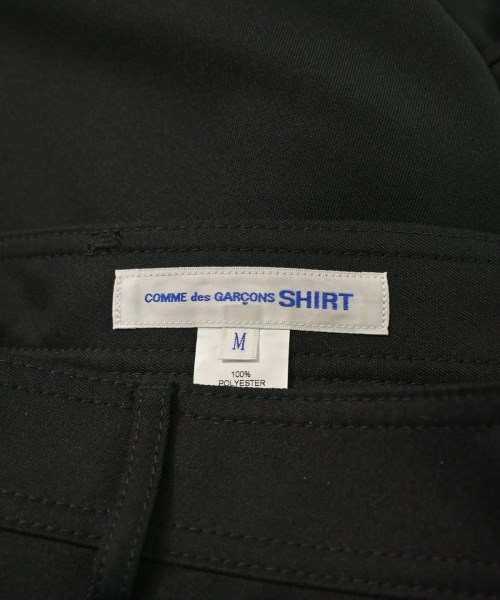 COMME des GARÇONS SHIRT
M
100%
POLYESTER